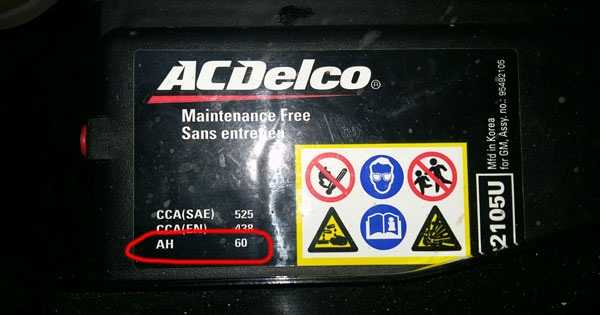 ACDelco®
Maintenance Free
Sans entretien
CCA(SAE) 525
CCA(EN) 438
AH 60
Mfd in Korea
for GM, Assy. no.: 95492105
2105U